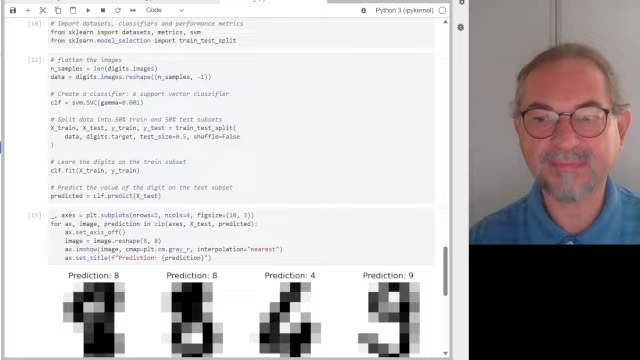 Code
Python 3 (ipykernel)
[10]:
# Import datasets, classifiers and performance metrics
from sklearn import datasets, metrics, svm
from sklearn.model_selection import train_test_split
[12]:
# flatten the images
n_samples = len(digits.images)
data = digits.images.reshape((n_samples, -1))
# Create a classifier: a support vector classifier
clf = svm.SVC(gamma=0.001)
# Split data into 50% train and 50% test subsets
X_train, X_test, y_train, y_test = train_test_split(
data, digits.target, test_size=0.5, shuffle=False
)
# Learn the digits on the train subset
clf.fit(X_train, y_train)
# Predict the value of the digit on the test subset
predicted = clf.predict(X_test)
[13]:
_, axes = plt.subplots(nrows=1, ncols=4, figsize=(10, 3))
for ax, image, prediction in zip(axes, X_test, predicted):
ax.set_axis_off()
image = image.reshape(8, 8)
ax.imshow(image, cmap=plt.cm.gray_r, interpolation="nearest")
ax.set_title(f"Prediction: {prediction}")
Prediction: 8
Prediction: 8
Prediction: 4
Prediction: 9